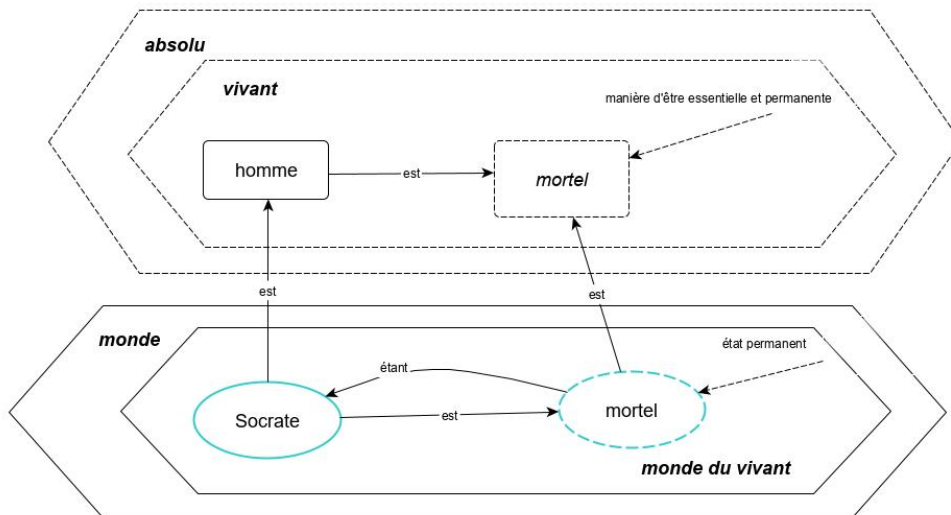 absolu
vivant
manière d'être essentielle et permanente
homme
est
mortel
est
est
monde
état permanent
étant
Socrate
est
mortel
monde du vivant